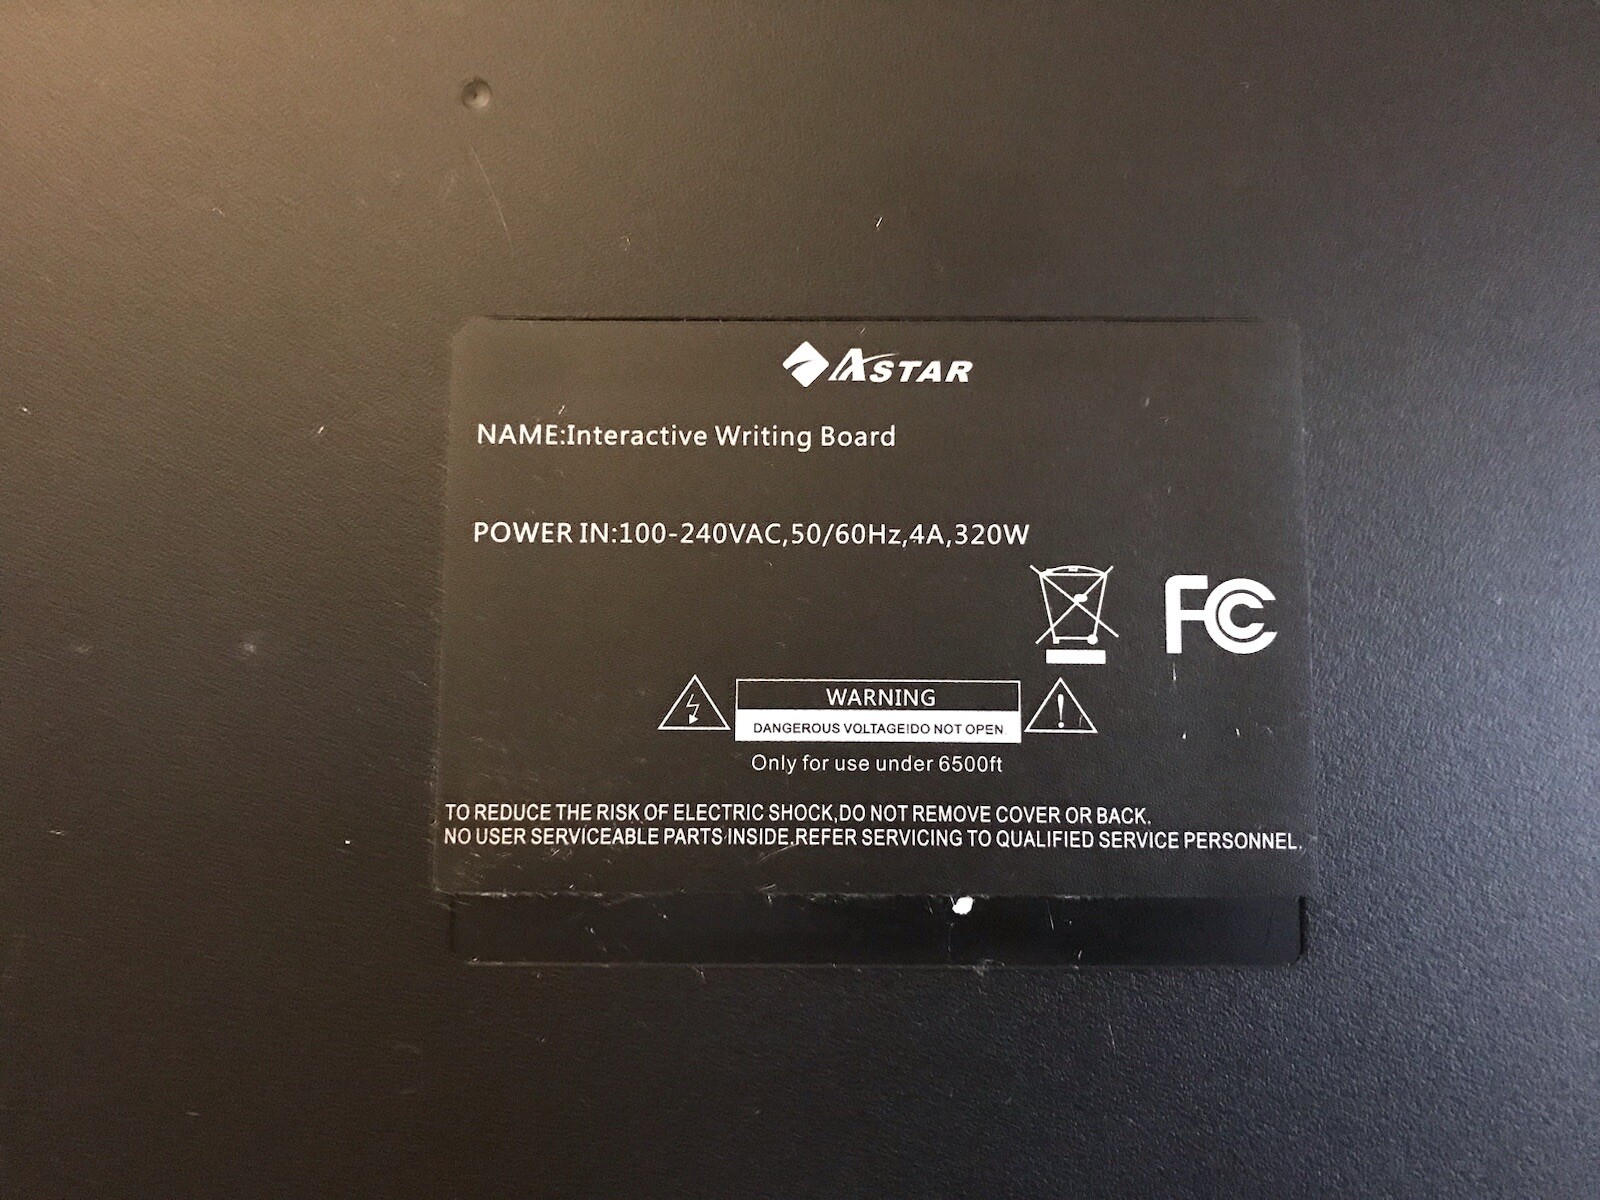 ASTAR
NAME:Interactive Writing Board
POWER IN:100-240VAC,50/60Hz,4A,320W
FC
WARNING
DANGEROUS VOLTAGE!DO NOT OPEN
Only for use under 6500ft
TO REDUCE THE RISK OF ELECTRIC SHOCK,DO NOT REMOVE COVER OR BACK.
NO USER SERVICEABLE PARTS INSIDE.REFER SERVICING TO QUALIFIED SERVICE PERSONNEL.